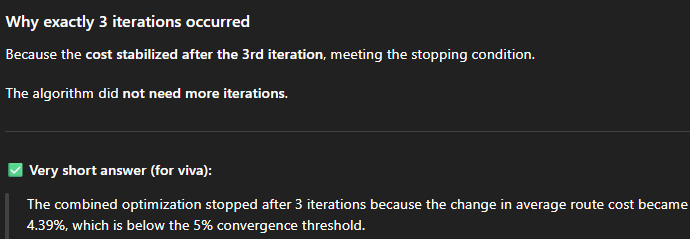 Why exactly 3 iterations occurred
Because the cost stabilized after the 3rd iteration, meeting the stopping condition.
The algorithm did not need more iterations.
✅ Very short answer (for viva):
The combined optimization stopped after 3 iterations because the change in average route cost became
4.39%, which is below the 5% convergence threshold.